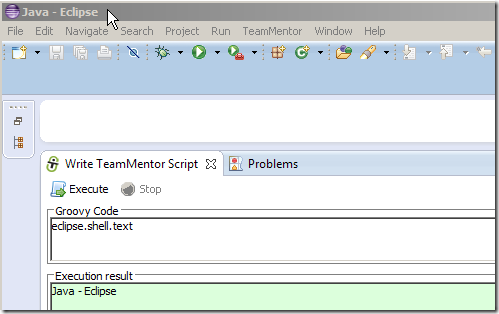 Java - Eclipse
File Edit Navigate Search Project Run TeamMentor Window Help
Write TeamMentor Script Problems
Execute Stop
Groovy Code
eclipse.shell.text
Execution result
Java - Eclipse